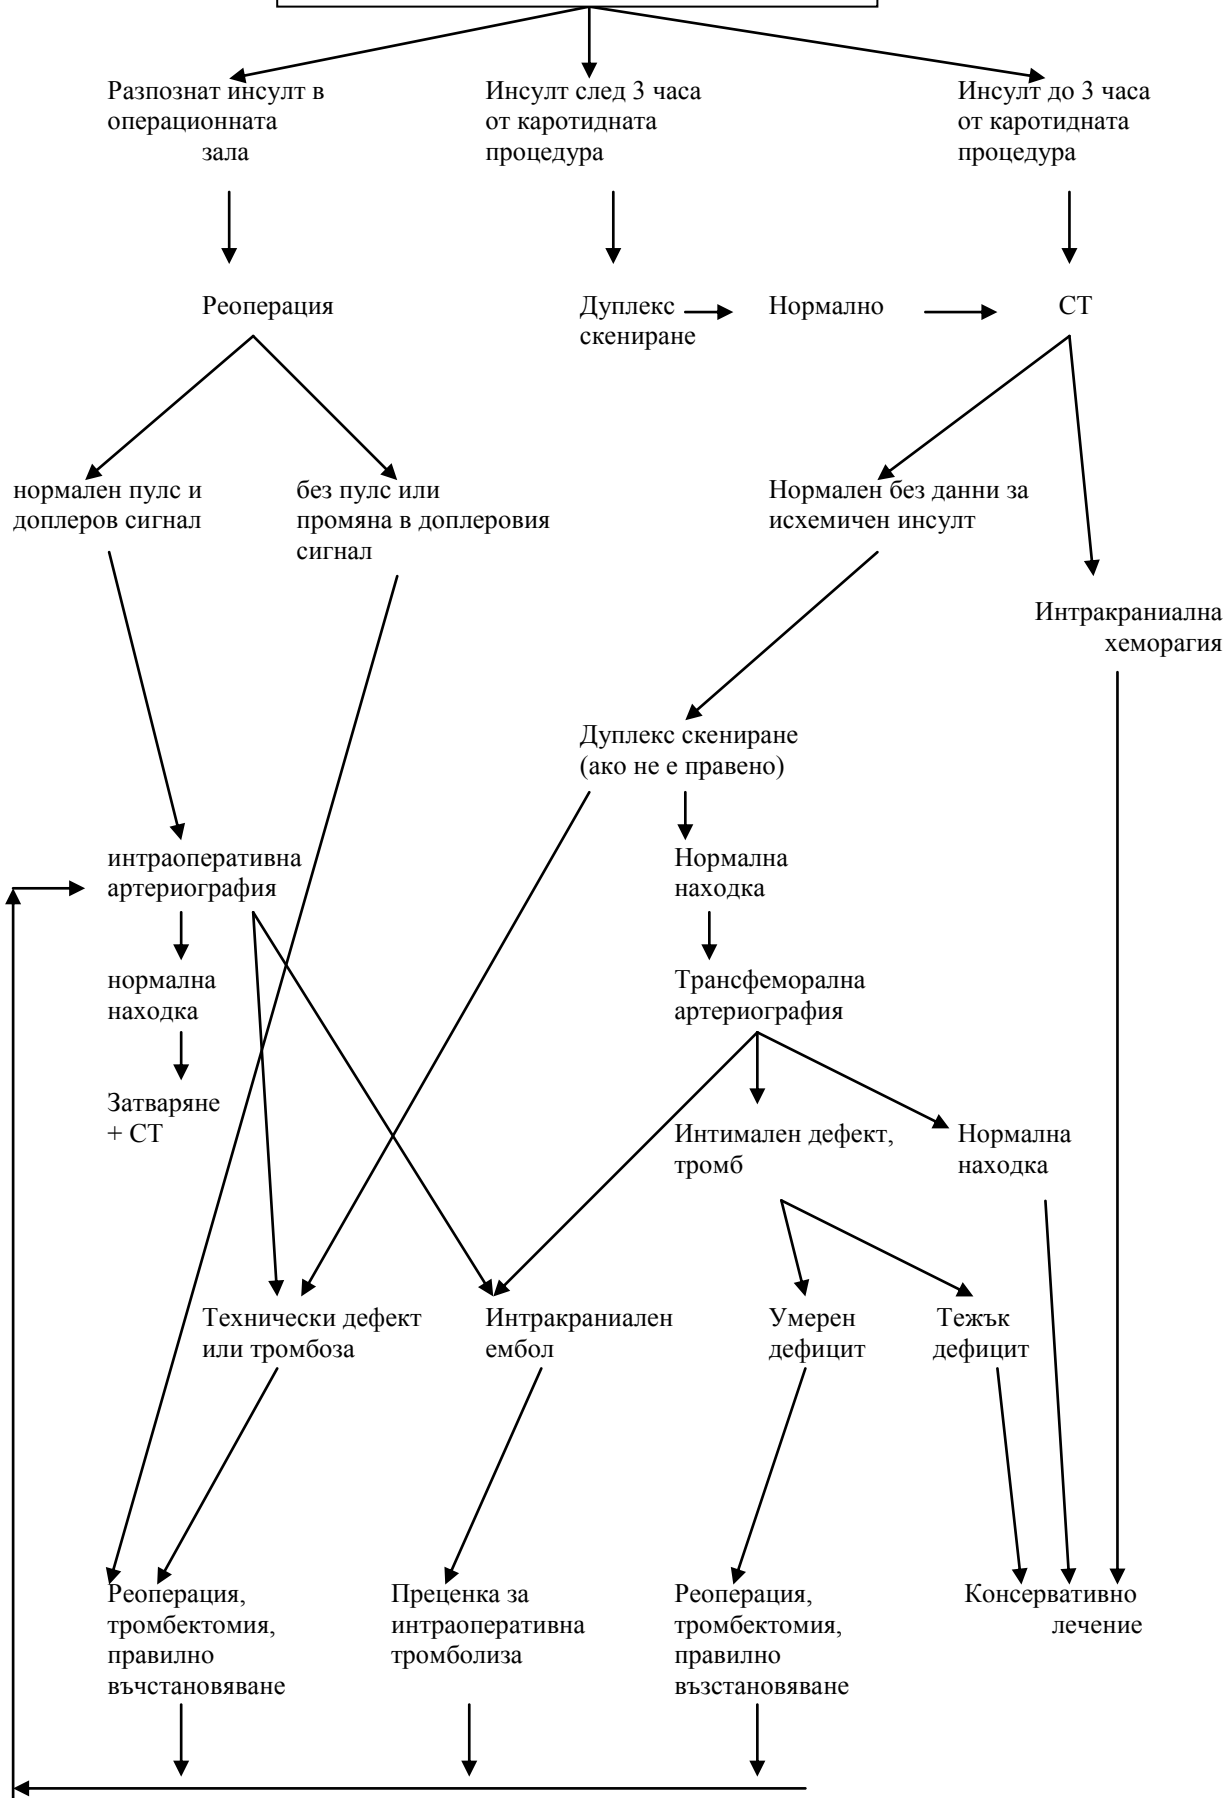 Разпознат инсулт в
операционната
зала
Инсулт след 3 часа
от каротидната
процедура
Инсулт до 3 часа
от каротидната
процедура
Реоперация
Дуплекс
скениране
Нормално
СТ
нормален пулс и
доплеров сигнал
без пулс или
промяна в доплеровия
сигнал
Нормален без данни за
исхемичен инсулт
Интракраниална
хеморагия
Дуплекс скениране
(ако не е правено)
интраоперативна
артериография
Нормална
находка
нормална
находка
Трансфеморална
артериография
Затваряне
+ СТ
Интимален дефект,
тромб
Нормална
находка
Технически дефект
или тромбоза
Интракраниален
ембол
Умерен
дефицит
Тежък
дефицит
Реоперация,
тромбектомия,
правилно
въчстановяване
Преценка за
интраоперативна
тромболиза
Реоперация,
тромбектомия,
правилно
възстановяване
Консервативно
лечение